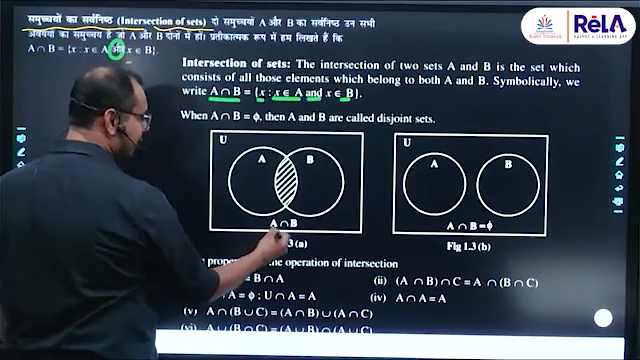 समुच्चयों का सर्वनिष्ठ (Intersection of sets) दो समुच्चयों A और B का सर्वनिष्ठ उन सभी
अवयवों का समुच्चय है जो A और B दोनों में हों। प्रतीकात्मक रूप में हम लिखते हैं कि
A ∩ B = {x : x ∈ A और x ∈ B}.
Intersection of sets: The intersection of two sets A and B is the set which
consists of all those elements which belong to both A and B. Symbolically, we
write A ∩ B = {x : x ∈ A and x ∈ B}.
When A ∩ B = ϕ, then A and B are called disjoint sets.
U
A B
A ∩ B
3 (a)
U
A B
A ∩ B = ϕ
Fig 1.3 (b)
the operation of intersection
= B ∩ A
(ii) (A ∩ B) ∩ C = A ∩ (B ∩ C)
∩ A = ϕ ; U ∩ A = A
(iv) A ∩ A = A
(v) A ∩ (B ∪ C) = (A ∩ B) ∪ (A ∩ C)
(vi) A ∪ (B ∩ C) = (A ∪ B) ∩ (A ∪ C)
RELA